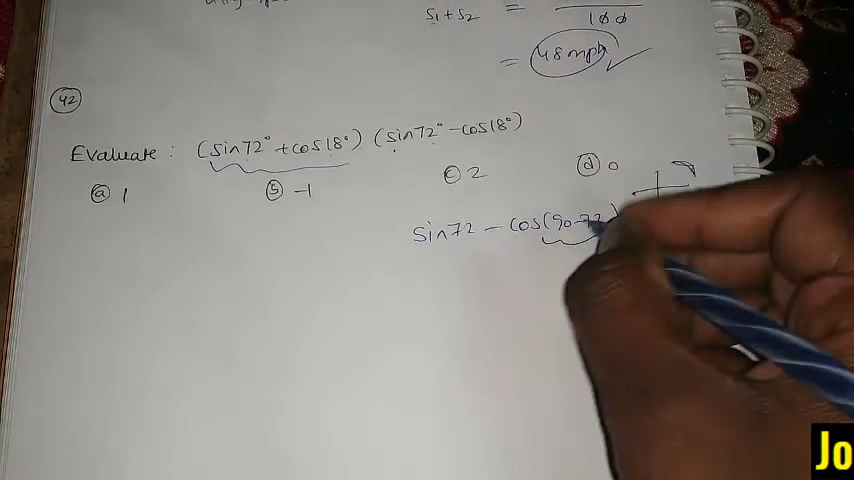 S1+S2 = 100
= 48 mph
42
Evaluate : (sin72° + cos18°) (sin72° - cos18°)
a 1 b -1 c 2 d 0
sin72 - cos(90-72)
Jo